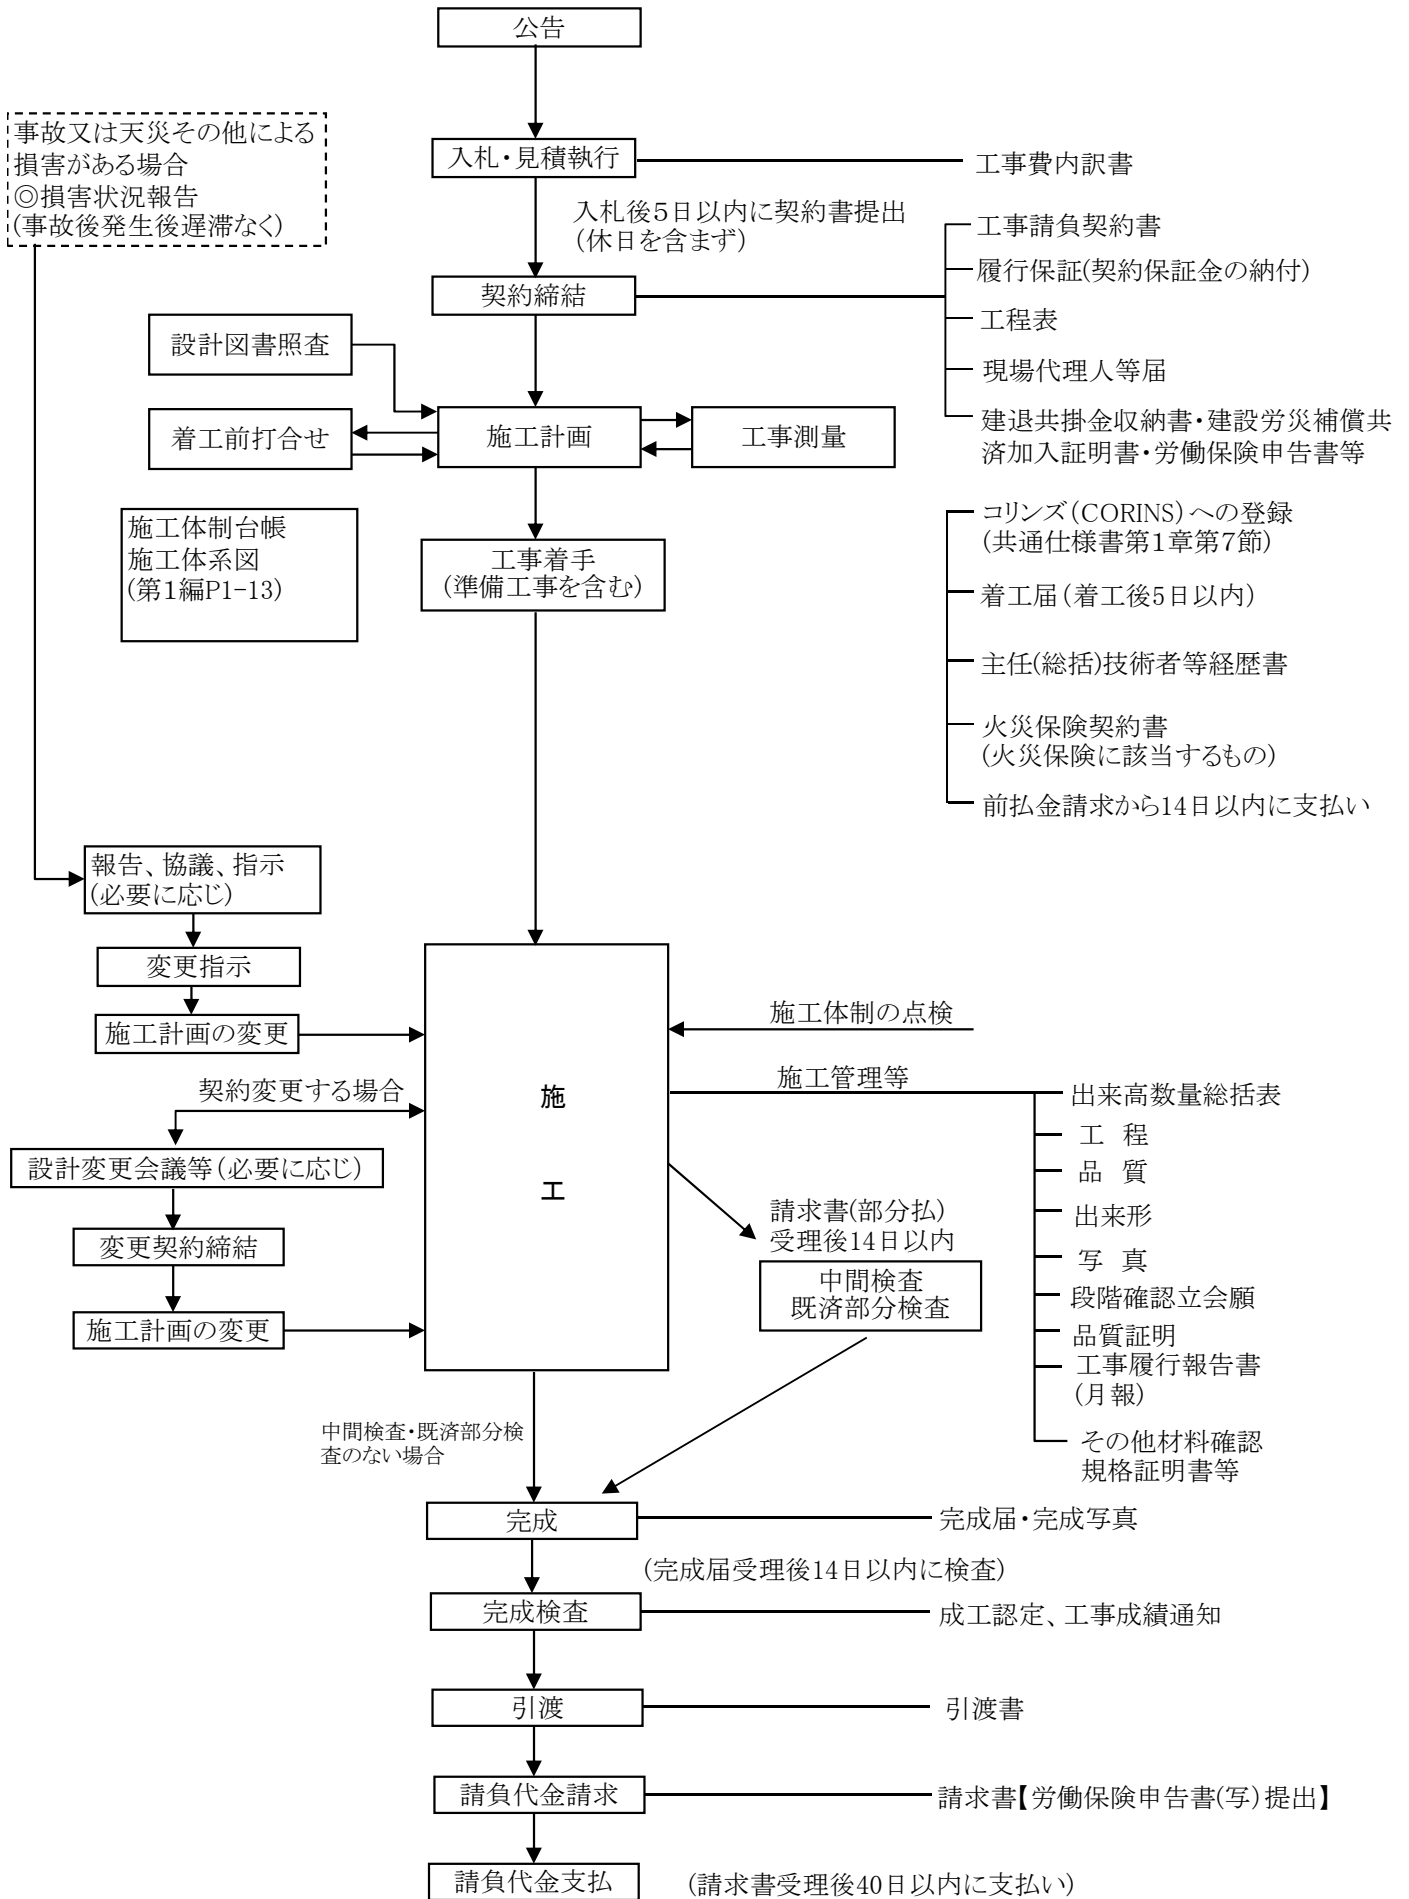 公告
事故又は天災その他による
損害がある場合
◎損害状況報告
(事故後発生後遅滞なく)
入札・見積執行
工事費内訳書
入札後5日以内に契約書提出
(休日を含まず)
契約締結
工事請負契約書
履行保証(契約保証金の納付)
工程表
現場代理人等届
建退共掛金収納書・建設労災補償共
済加入証明書・労働保険申告書等
設計図書照査
着工前打合せ
施工計画
工事測量
施工体制台帳
施工体系図
(第1編P1-13)
工事着手
(準備工事を含む)
コリンズ(CORINS)への登録
(共通仕様書第1章第7節)
着工届(着工後5日以内)
主任(総括)技術者等経歴書
火災保険契約書
(火災保険に該当するもの)
前払金請求から14日以内に支払い
報告、協議、指示
(必要に応じ)
変更指示
施工計画の変更
契約変更する場合
設計変更会議等(必要に応じ)
変更契約締結
施工計画の変更
施
工
施工体制の点検
施工管理等
出来高数量総括表
工 程
品 質
出来形
写 真
段階確認立会願
品質証明
工事履行報告書
(月報)
その他材料確認
規格証明書等
請求書(部分払)
受理後14日以内
中間検査
既済部分検査
中間検査・既済部分検
査のない場合
完成
完成届・完成写真
(完成届受理後14日以内に検査)
完成検査
成工認定、工事成績通知
引渡
引渡書
請負代金請求
請求書【労働保険申告書(写)提出】
請負代金支払
(請求書受理後40日以内に支払い)